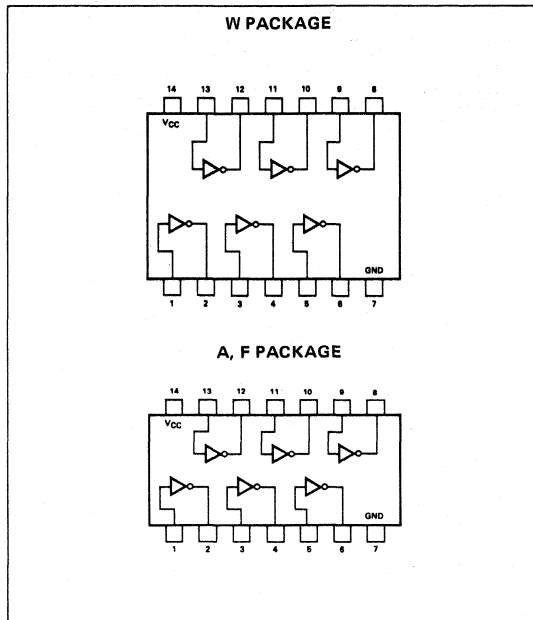 W PACKAGE
14 13 12 11 10 9 8
VCC
GND
1 2 3 4 5 6 7
A, F PACKAGE
14 13 12 11 10 9 8
VCC
GND
1 2 3 4 5 6 7